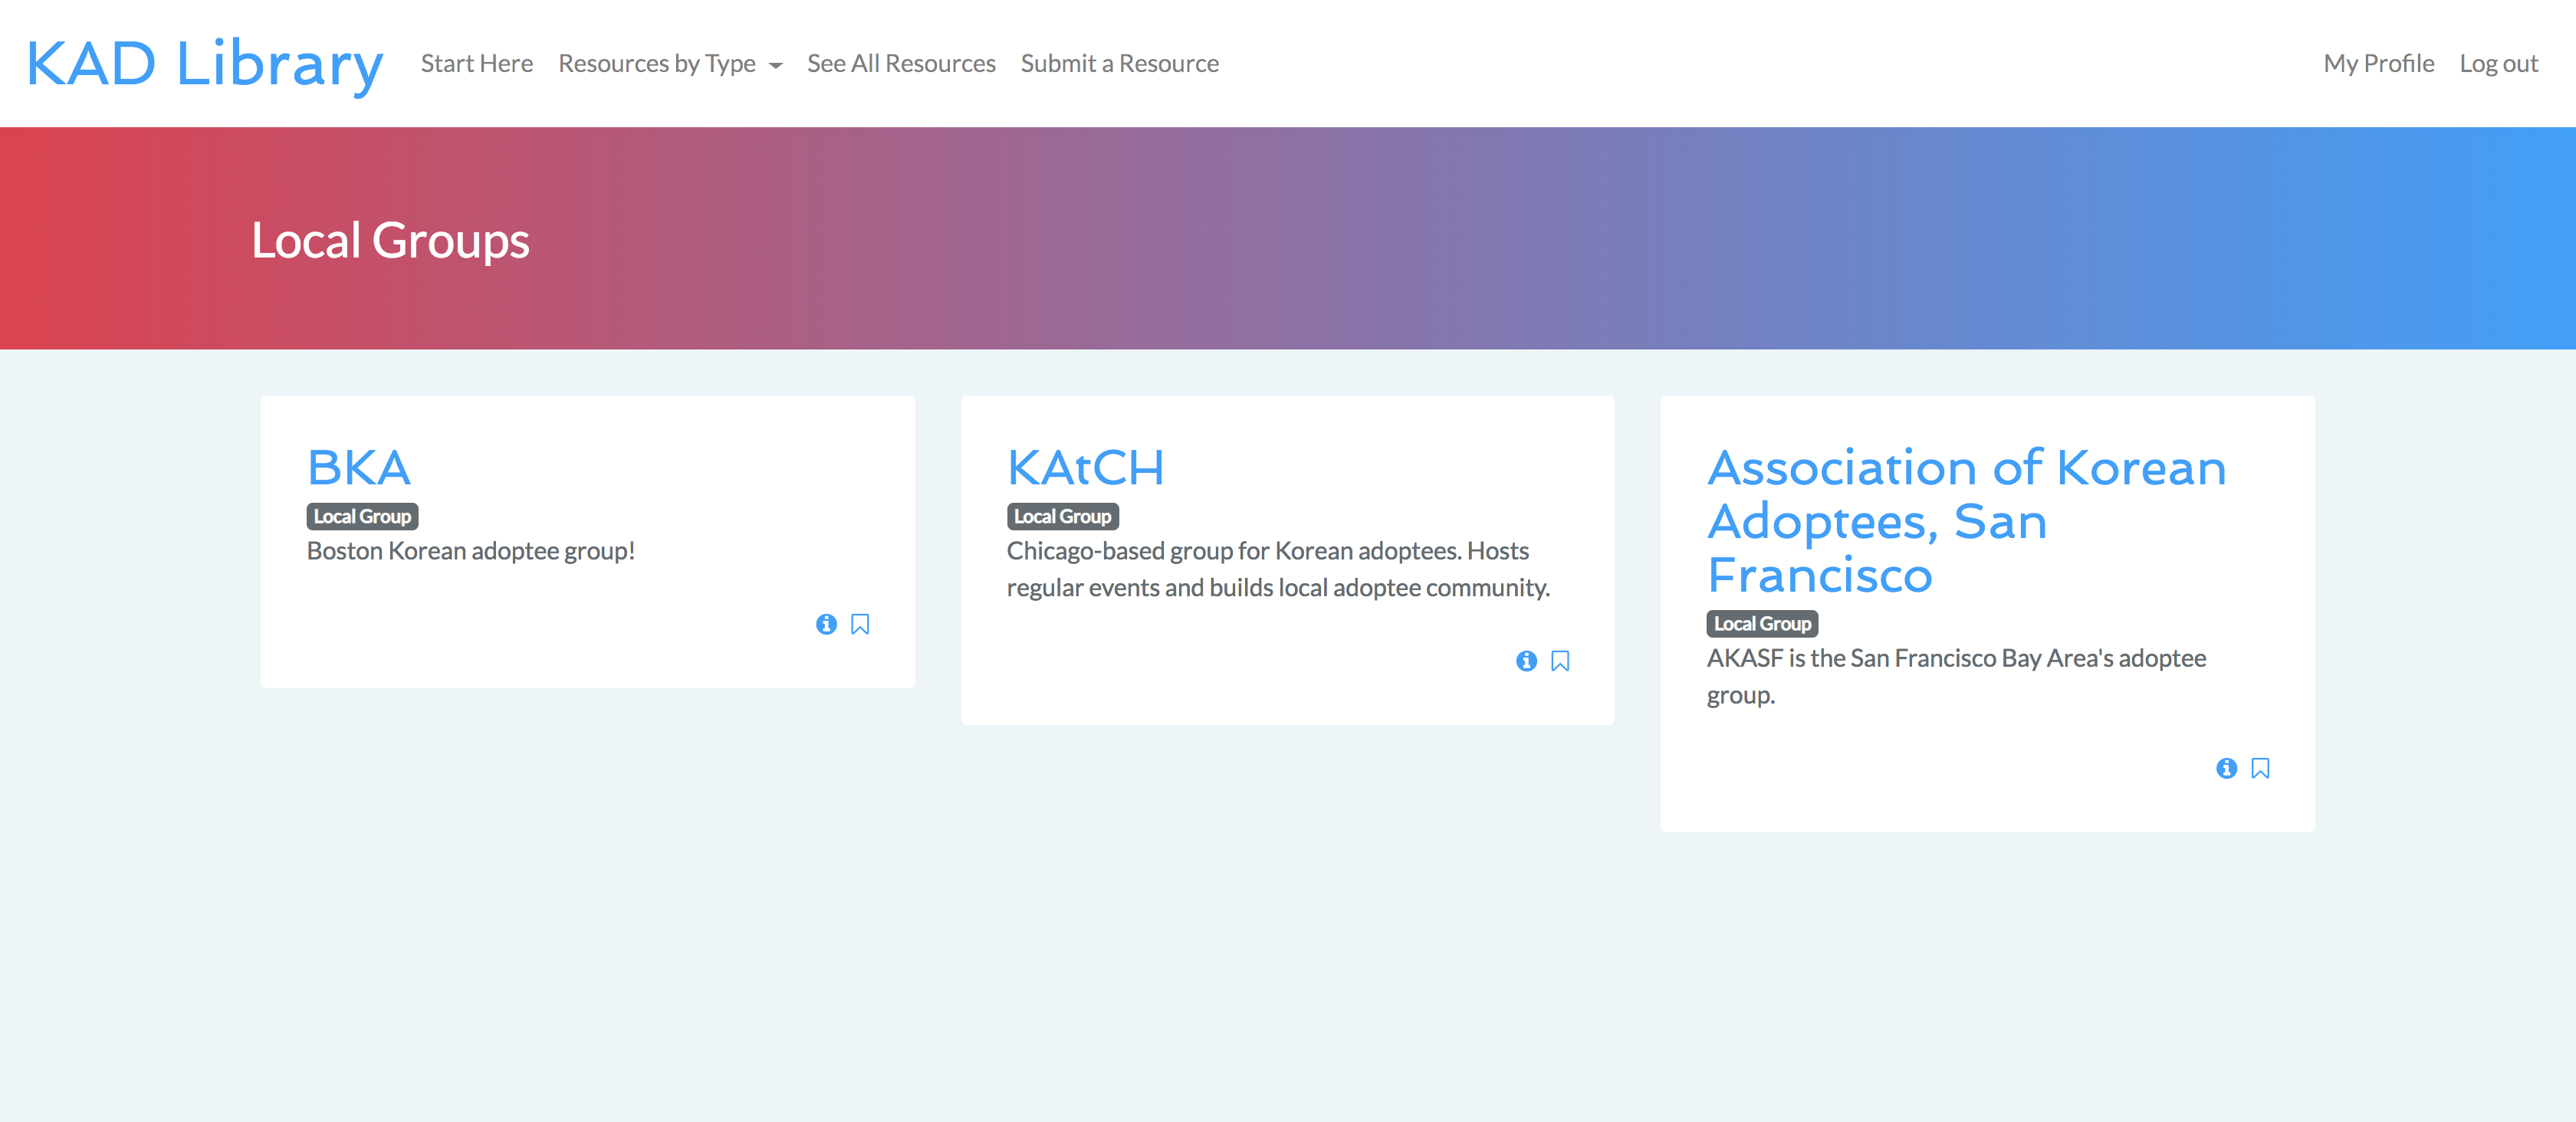 KAD Library
Start Here
Resources by Type
See All Resources
Submit a Resource
My Profile
Log out
Local Groups
BKA
Local Group
Boston Korean adoptee group!
KAtCH
Local Group
Chicago-based group for Korean adoptees. Hosts
regular events and builds local adoptee community.
Association of Korean
Adoptees, San
Francisco
Local Group
AKASF is the San Francisco Bay Area's adoptee
group.